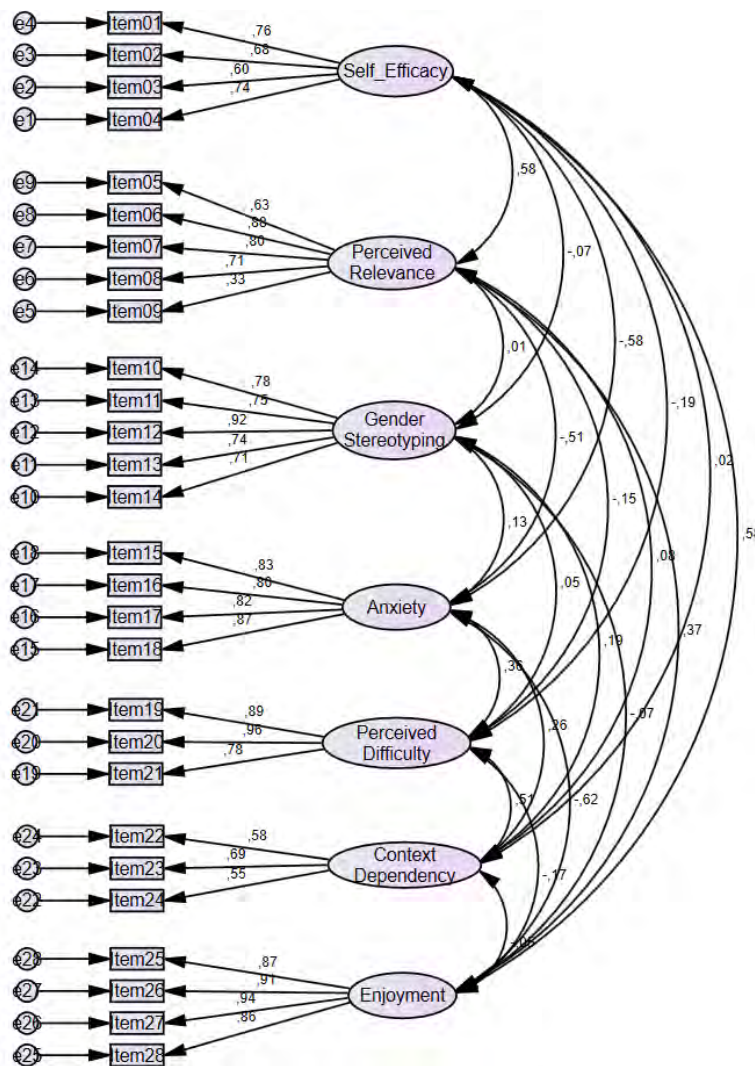 e4 Item01 ,76
e3 Item02 ,68
e2 Item03 ,60
e1 Item04 ,74
Self_Efficacy
e9 Item05 ,63
e8 Item06 ,88
e7 Item07 ,80
e6 Item08 ,71
e5 Item09 ,33
Perceived
Relevance
,58
-,07
e14 Item10 ,78
e13 Item11 ,75
e12 Item12 ,92
e11 Item13 ,74
e10 Item14 ,71
Gender
Stereotyping
,01
-,58
-,19
-,51
,02
-,15
,58
e18 Item15 ,83
e17 Item16 ,80
e16 Item17 ,82
e15 Item18 ,87
Anxiety
,13
,05
,08
,19
,37
,36
-,07
e21 Item19 ,89
e20 Item20 ,96
e19 Item21 ,78
Perceived
Difficulty
,26
,51
-,62
e24 Item22 ,58
e23 Item23 ,69
e22 Item24 ,55
Context
Dependency
-,17
e28 Item25 ,87
e27 Item26 ,91
e26 Item27 ,94
e25 Item28 ,86
Enjoyment